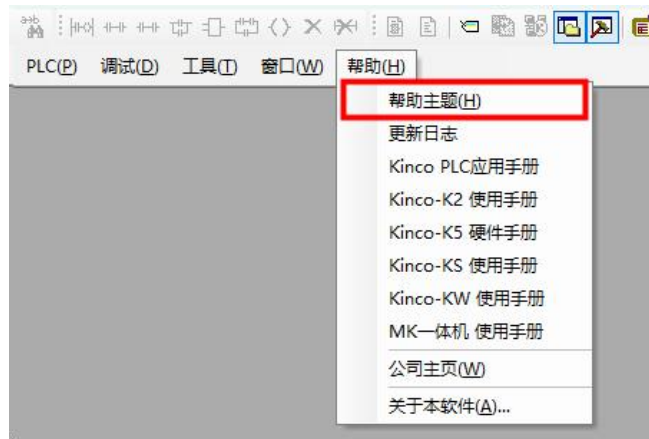 PLC(P) 调试(D) 工具(T) 窗口(W) 帮助(H)
帮助主题(H)
更新日志
Kinco PLC应用手册
Kinco-K2 使用手册
Kinco-K5 硬件手册
Kinco-KS 使用手册
Kinco-KW 使用手册
MK一体机 使用手册
公司主页(W)
关于本软件(A)...